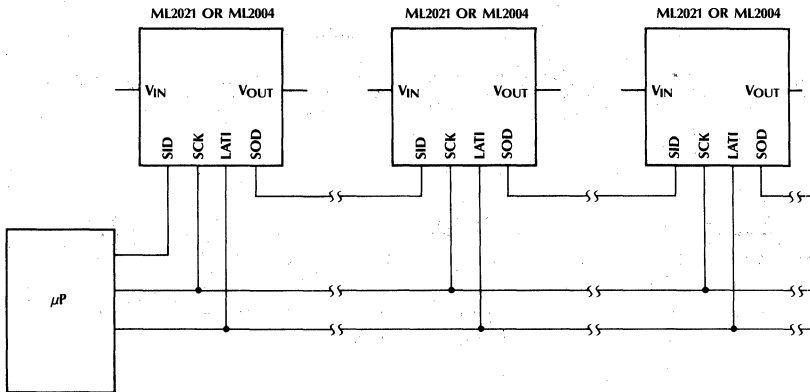 ML2021 OR ML2004
ML2021 OR ML2004
ML2021 OR ML2004
VIN
VOUT
VIN
VOUT
VIN
VOUT
SID
SCK
LATI
SOD
SID
SCK
LATI
SOD
SID
SCK
LATI
SOD
μP